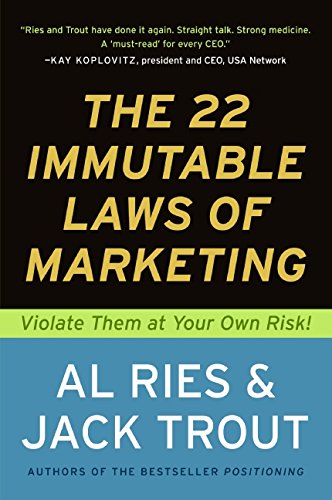 "Ries and Trout have done it again. Straight talk. Strong medicine.
A 'must-read' for every CEO."
—KAY KOPLOVITZ, president and CEO, USA Network
THE 22
IMMUTABLE
LAWS OF
MARKETING
Violate Them at Your Own Risk!
AL RIES &
JACK TROUT
AUTHORS OF THE BESTSELLER POSITIONING